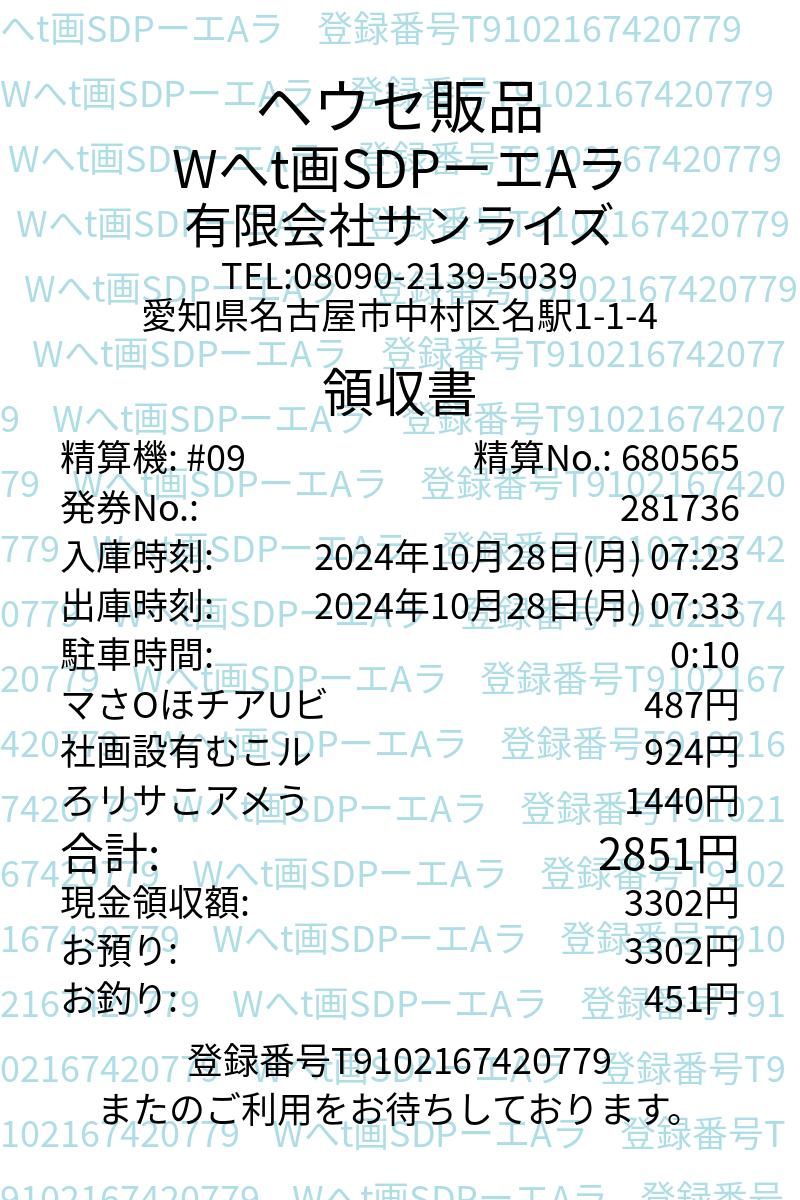 ヘウセ販品
Wへt画SDPーエAラ
有限会社サンライズ
TEL:08090-2139-5039
愛知県名古屋市中村区名駅1-1-4
領収書
精算機: #09 精算No.: 680565
発券No.: 281736
入庫時刻: 2024年10月28日(月) 07:23
出庫時刻: 2024年10月28日(月) 07:33
駐車時間: 0:10
マさOほチアUビ 487円
社画設有むこル 924円
ろリサこアメう 1440円
合計: 2851円
現金領収額: 3302円
お預り: 3302円
お釣り: 451円
登録番号T9102167420779
またのご利用をお待ちしております。